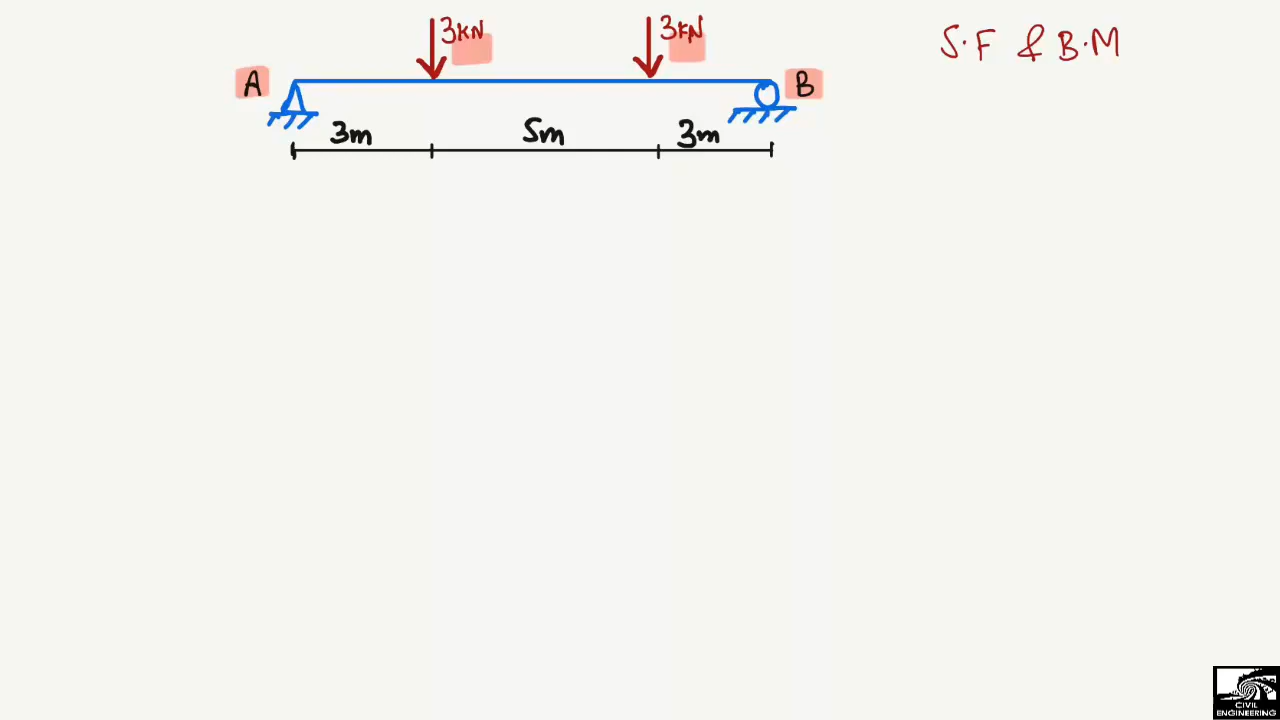 3KN 3KN S.F & B.M
A B
3m 5m 3m
CIVIL
ENGINEERING